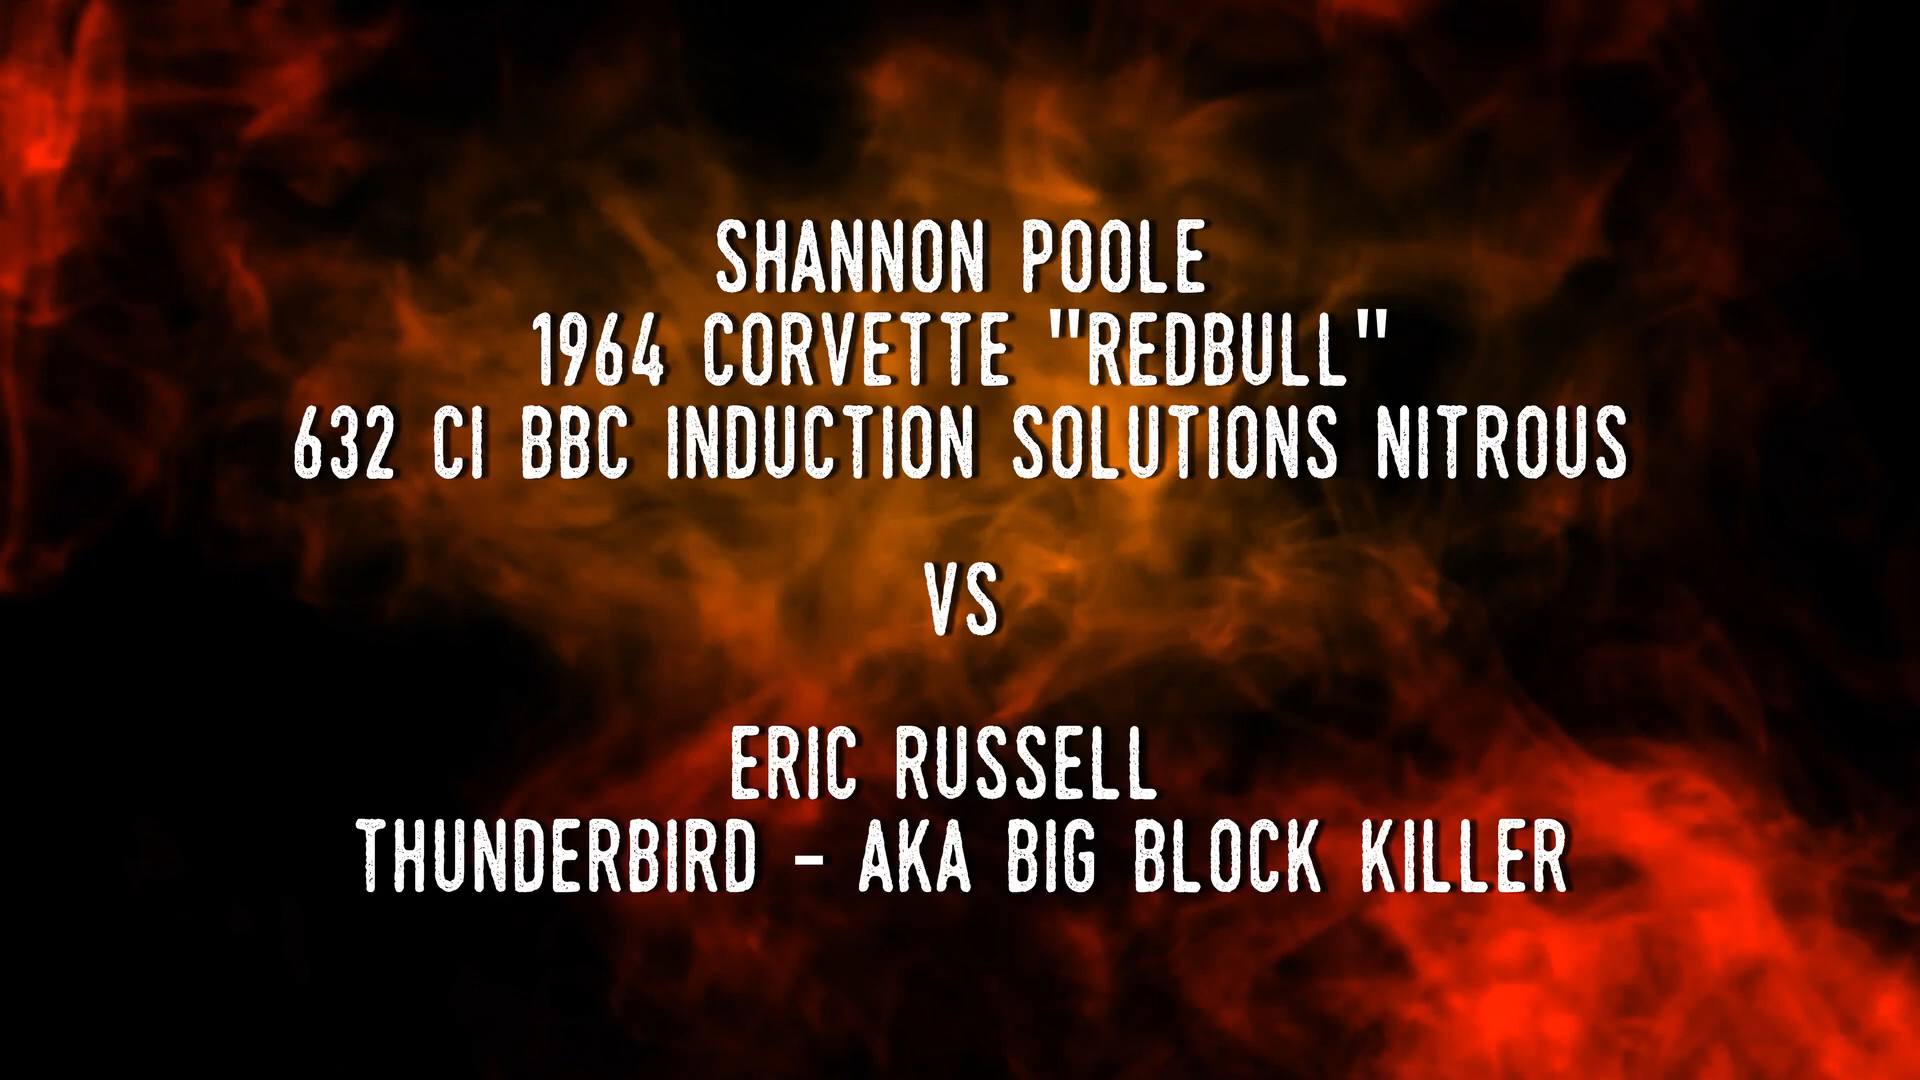 SHANNON POOLE
1964 CORVETTE "REDBULL"
632 CI BBC INDUCTION SOLUTIONS NITROUS
VS
ERIC RUSSELL
THUNDERBIRD - AKA BIG BLOCK KILLER